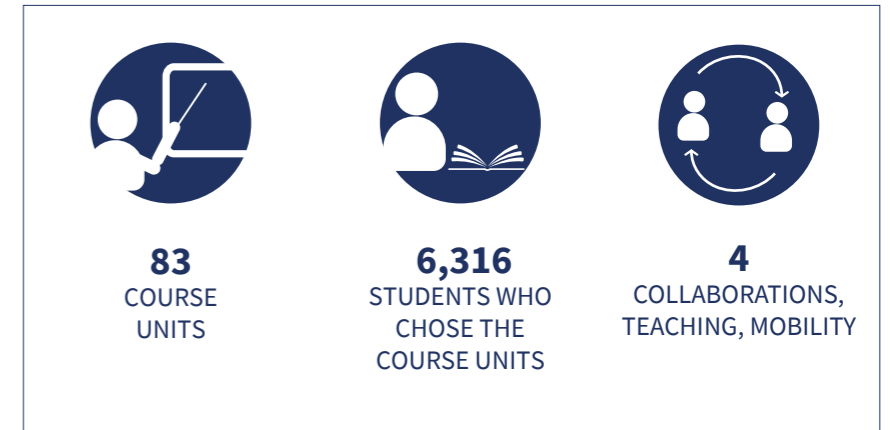 83
COURSE
UNITS
6,316
STUDENTS WHO
CHOSE THE
COURSE UNITS
4
COLLABORATIONS,
TEACHING, MOBILITY